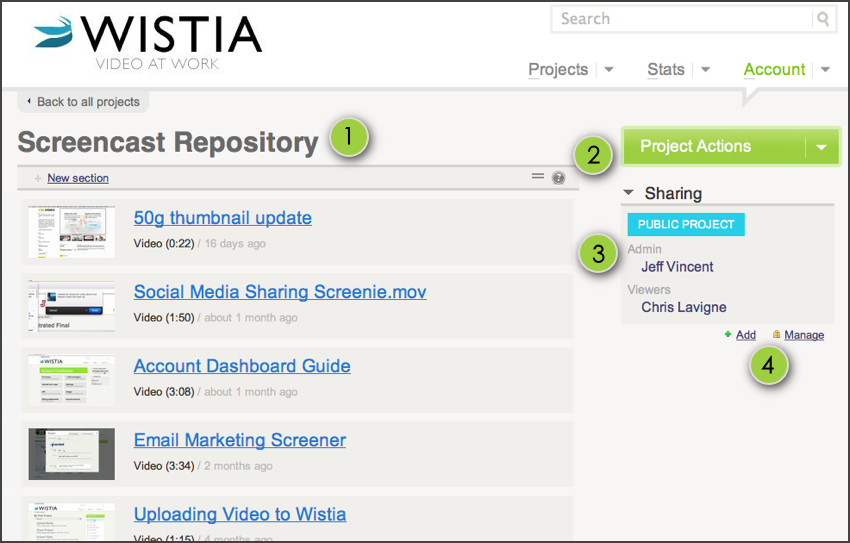 WISTIA
VIDEO AT WORK
Search
Projects
Stats
Account
Back to all projects
Screencast Repository
1
2
Project Actions
+ New section
?
Sharing
50g thumbnail update
Video (0:22) / 16 days ago
PUBLIC PROJECT
3
Admin
Jeff Vincent
Viewers
Chris Lavigne
Social Media Sharing Screenie.mov
Video (1:50) / about 1 month ago
Add
Manage
4
Account Dashboard Guide
Video (3:08) / about 1 month ago
Email Marketing Screener
Video (3:34) / 2 months ago
Uploading Video to Wistia
Video (1:15) / 4 months ago